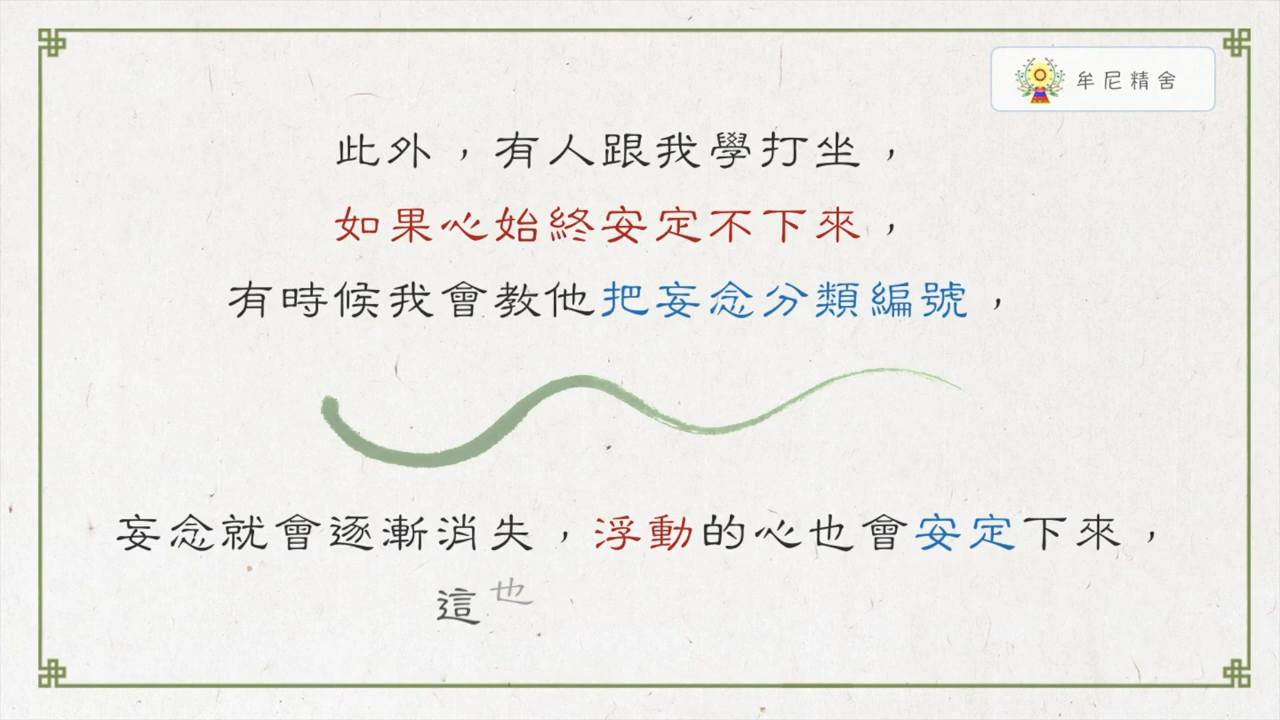 牟尼精舍
此外，有人跟我學打坐，
如果心始終安定不下來，
有時候我會教他把妄念分類編號，
妄念就會逐漸消失，浮動的心也會安定下來，
這也